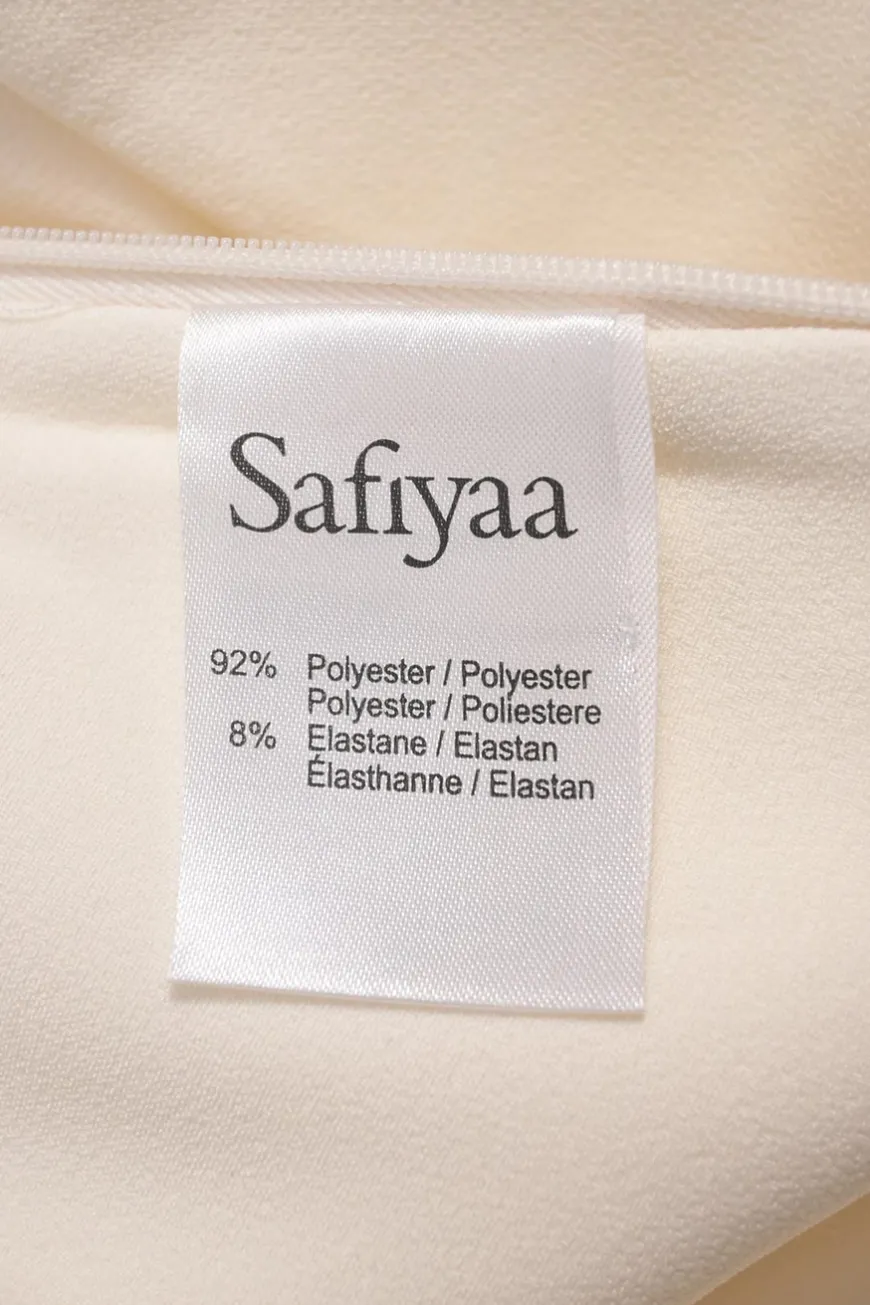 Safiyaa
92% Polyester / Polyester
Polyester / Poliestere
8% Elastane / Elastan
Élasthanne / Elastan